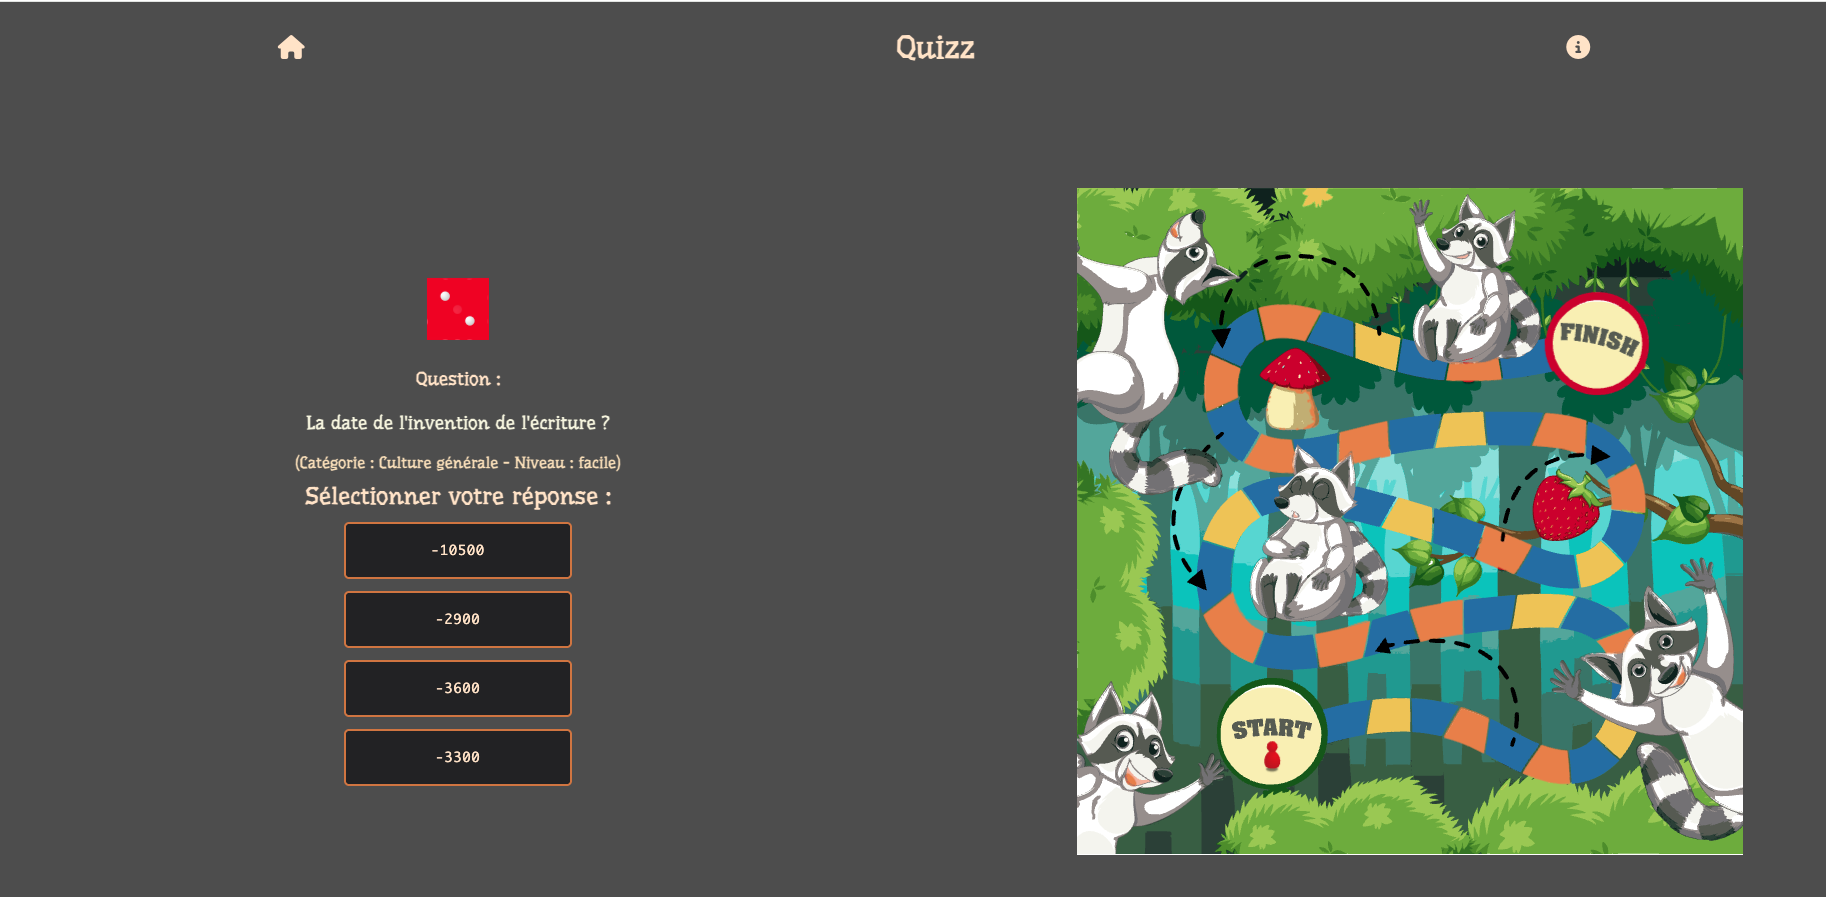 Quizz
Question :
La date de l'invention de l'écriture ?
(Catégorie : Culture générale - Niveau : facile)
Sélectionner votre réponse :
-10500
-2900
-3600
-3300
FINISH
START